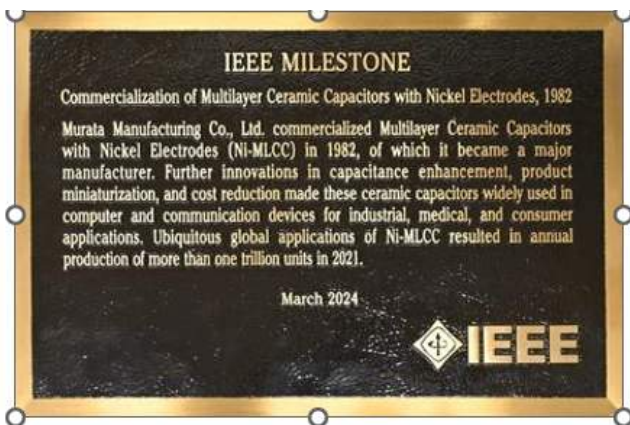 IEEE MILESTONE
Commercialization of Multilayer Ceramic Capacitors with Nickel Electrodes, 1982
Murata Manufacturing Co., Ltd. commercialized Multilayer Ceramic Capacitors
with Nickel Electrodes (Ni-MLCC) in 1982, of which it became a major
manufacturer. Further innovations in capacitance enhancement, product
miniaturization, and cost reduction made these ceramic capacitors widely used in
computer and communication devices for industrial, medical, and consumer
applications. Ubiquitous global applications of Ni-MLCC resulted in annual
production of more than one trillion units in 2021.
March 2024
IEEE